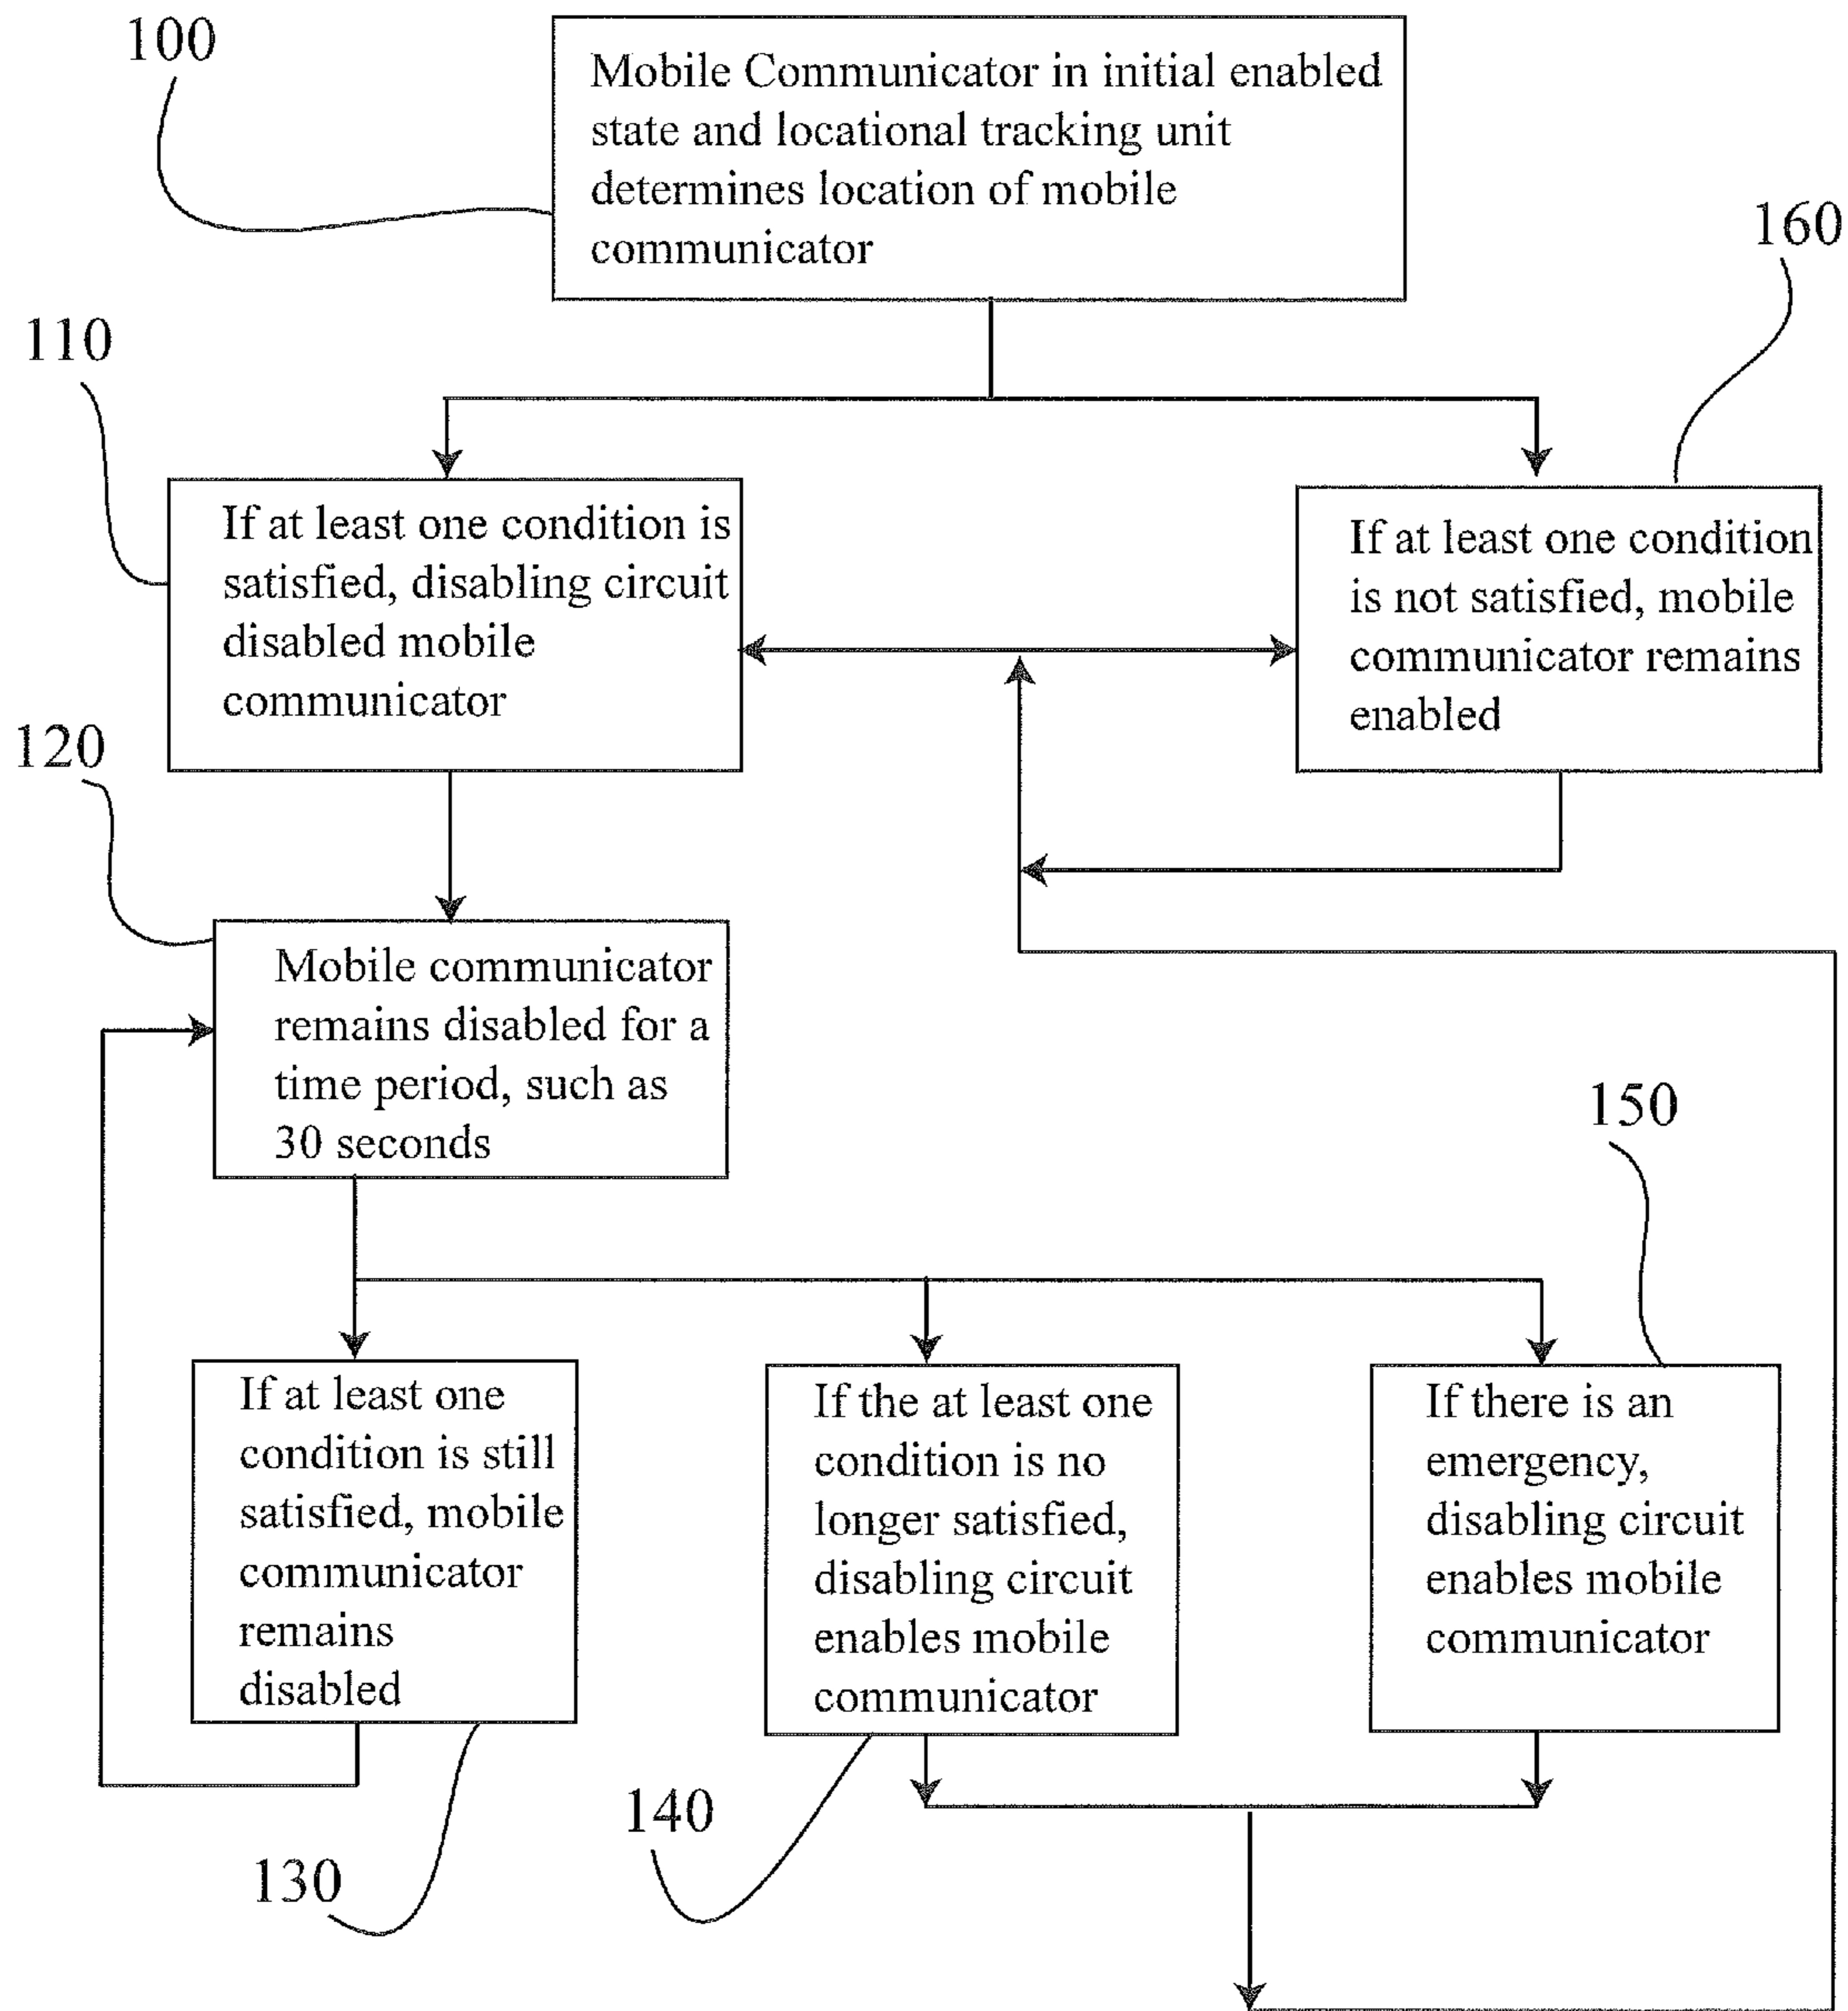 100
Mobile Communicator in initial enabled
state and locational tracking unit
determines location of mobile
communicator
160
110
If at least one condition is
satisfied, disabling circuit
disabled mobile
communicator
If at least one condition
is not satisfied, mobile
communicator remains
enabled
120
Mobile communicator
remains disabled for a
time period, such as
30 seconds
150
If at least one
condition is still
satisfied, mobile
communicator
remains
disabled
If the at least one
condition is no
longer satisfied,
disabling circuit
enables mobile
communicator
If there is an
emergency,
disabling circuit
enables mobile
communicator
130
140